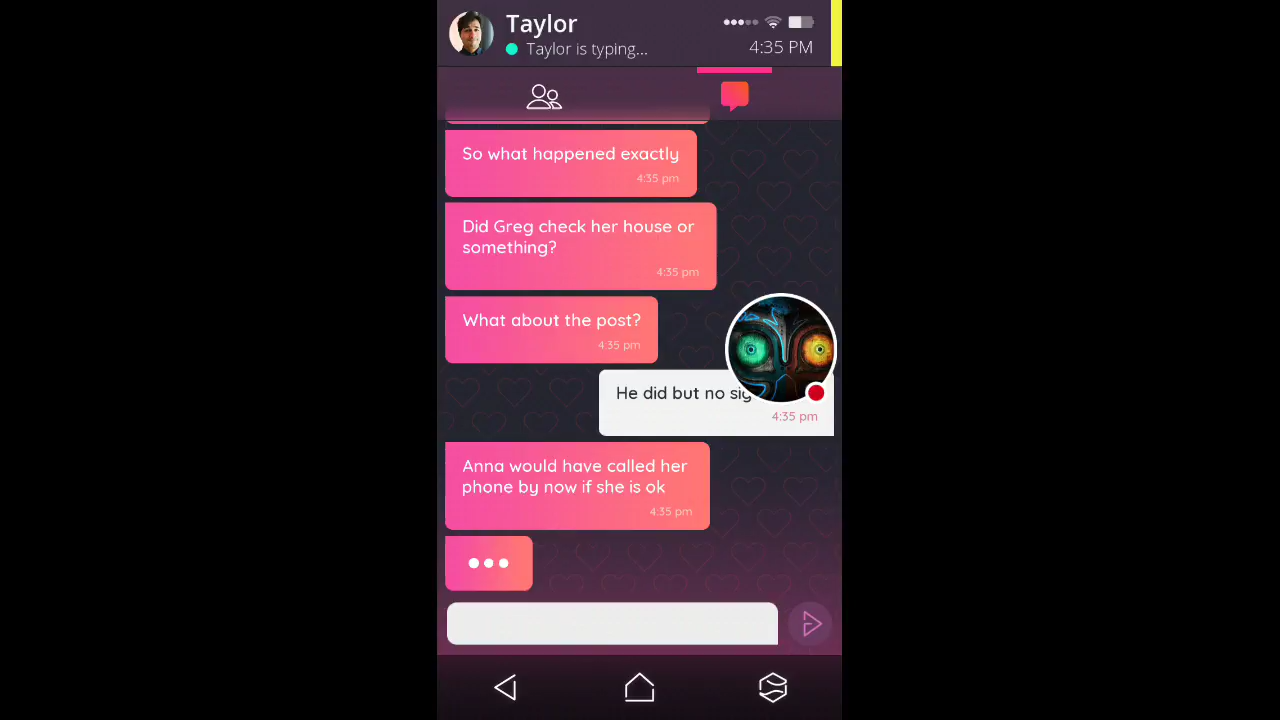 Taylor
Taylor is typing...
4:35 PM
So what happened exactly
4:35 pm
Did Greg check her house or
something?
4:35 pm
What about the post?
4:35 pm
He did but no
4:35 pm
Anna would have called her
phone by now if she is ok
4:35 pm